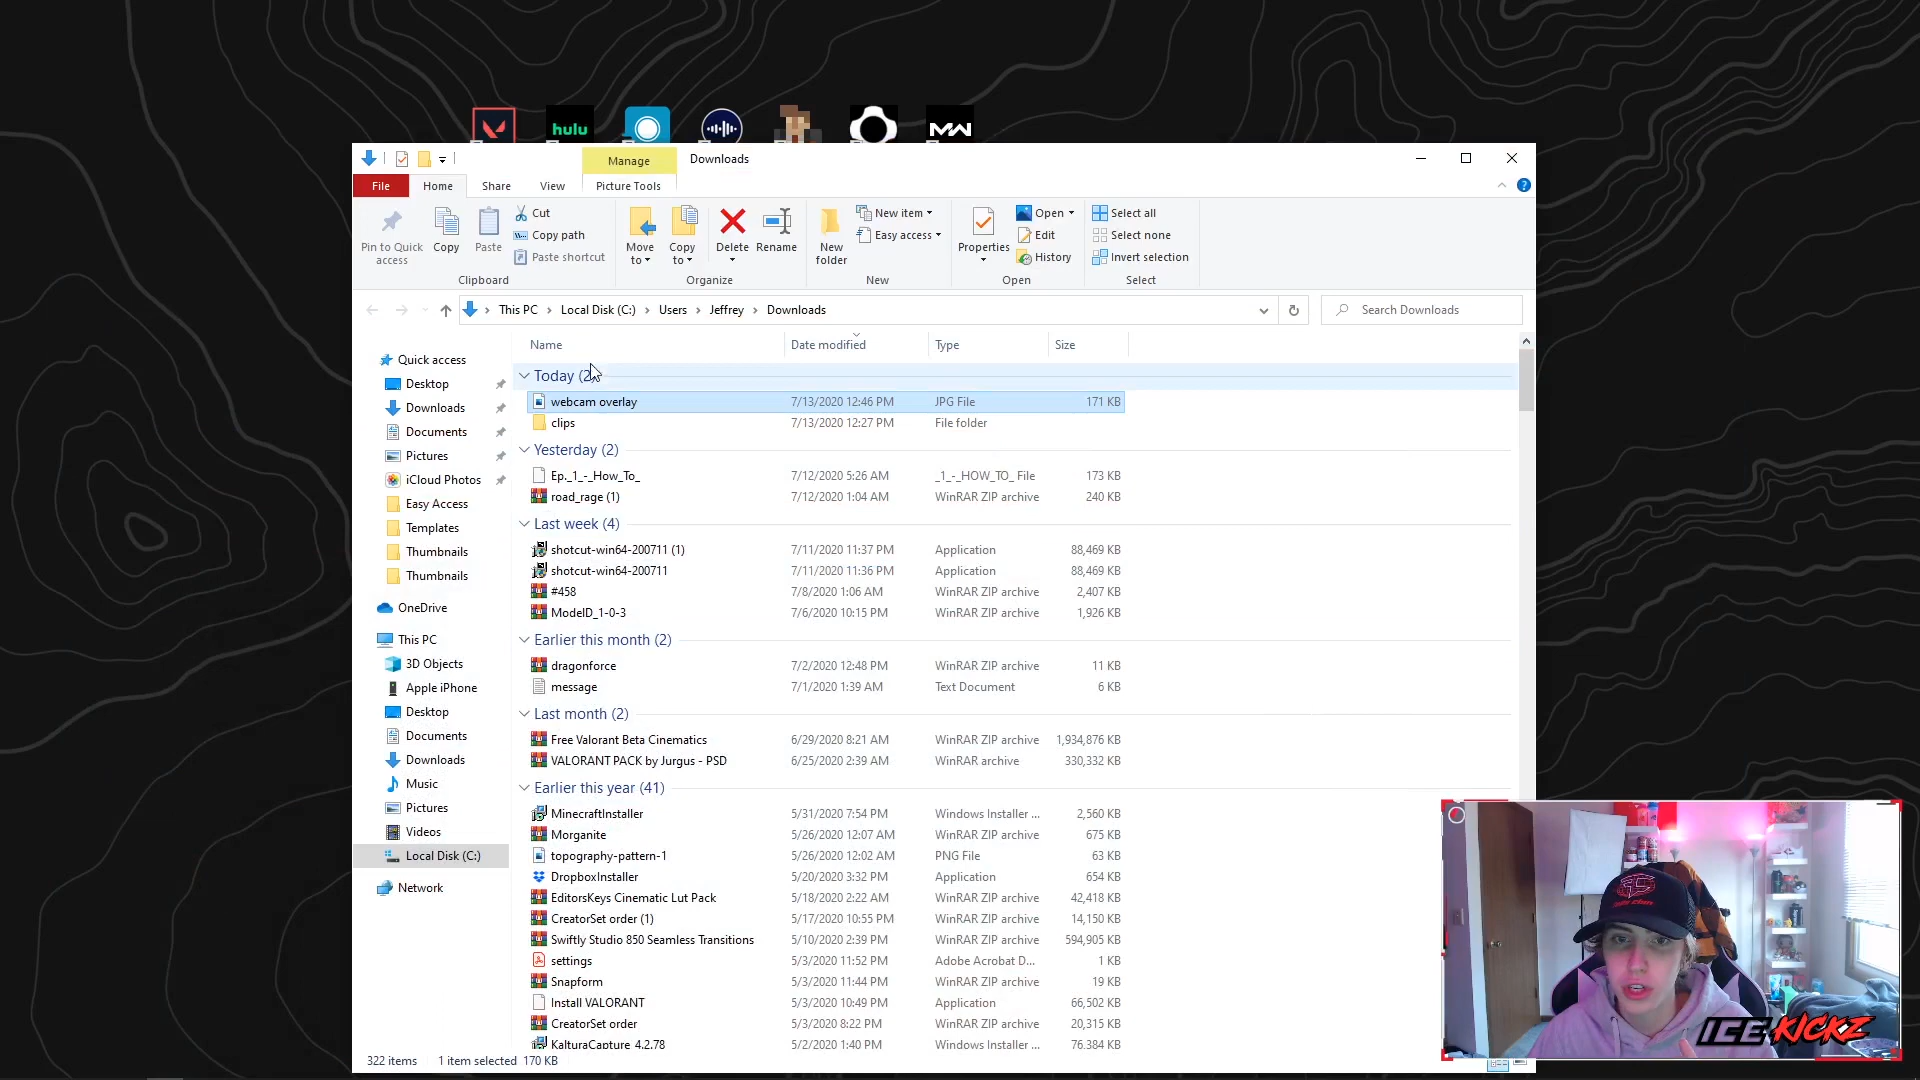 hulu
MW
Manage
Downloads
File
Home
Share
View
Picture Tools
Pin to Quick access
Copy
Paste
Cut
Copy path
Paste shortcut
Clipboard
Move to
Copy to
Delete
Rename
Organize
New folder
New item
Easy access
New
Properties
Open
Edit
History
Open
Select all
Select none
Invert selection
Select
This PC > Local Disk (C:) > Users > Jeffrey > Downloads
Search Downloads
Name Date modified Type Size
Quick access
Desktop
Downloads
Documents
Pictures
iCloud Photos
Easy Access
Templates
Thumbnails
Thumbnails
OneDrive
This PC
3D Objects
Apple iPhone
Desktop
Documents
Downloads
Music
Pictures
Videos
Local Disk (C:)
Network
Today (2)
webcam overlay 7/13/2020 12:46 PM JPG File 171 KB
clips 7/13/2020 12:27 PM File folder
Yesterday (2)
Ep._1_-_How_To_ 7/12/2020 5:26 AM _1_-_HOW_TO_ File 173 KB
road_rage (1) 7/12/2020 1:04 AM WinRAR ZIP archive 240 KB
Last week (4)
shotcut-win64-200711 (1) 7/11/2020 11:37 PM Application 88,469 KB
shotcut-win64-200711 7/11/2020 11:36 PM Application 88,469 KB
#458 7/8/2020 1:06 AM WinRAR ZIP archive 2,407 KB
ModelD_1-0-3 7/6/2020 10:15 PM WinRAR ZIP archive 1,926 KB
Earlier this month (2)
dragonforce 7/2/2020 12:48 PM WinRAR ZIP archive 11 KB
message 7/1/2020 1:39 AM Text Document 6 KB
Last month (2)
Free Valorant Beta Cinematics 6/29/2020 8:21 AM WinRAR ZIP archive 1,934,876 KB
VALORANT PACK by Jurgus - PSD 6/25/2020 2:39 AM WinRAR archive 330,332 KB
Earlier this year (41)
MinecraftInstaller 5/31/2020 7:54 PM Windows Installer ... 2,560 KB
Morganite 5/26/2020 12:07 AM WinRAR ZIP archive 675 KB
topography-pattern-1 5/26/2020 12:02 AM PNG File 63 KB
DropboxInstaller 5/20/2020 3:32 PM Application 654 KB
EditorsKeys Cinematic Lut Pack 5/18/2020 2:22 AM WinRAR ZIP archive 42,418 KB
CreatorSet order (1) 5/17/2020 10:55 PM WinRAR ZIP archive 14,150 KB
Swiftly Studio 850 Seamless Transitions 5/10/2020 2:39 PM WinRAR ZIP archive 594,905 KB
settings 5/3/2020 11:52 PM Adobe Acrobat D... 1 KB
Snapform 5/3/2020 11:44 PM WinRAR ZIP archive 19 KB
Install VALORANT 5/3/2020 10:49 PM Application 66,502 KB
CreatorSet order 5/3/2020 8:22 PM WinRAR ZIP archive 20,315 KB
KalturaCapture_4.2.78 5/2/2020 1:40 PM Windows Installer ... 76,384 KB
322 items 1 item selected 170 KB
ICE KICKZ